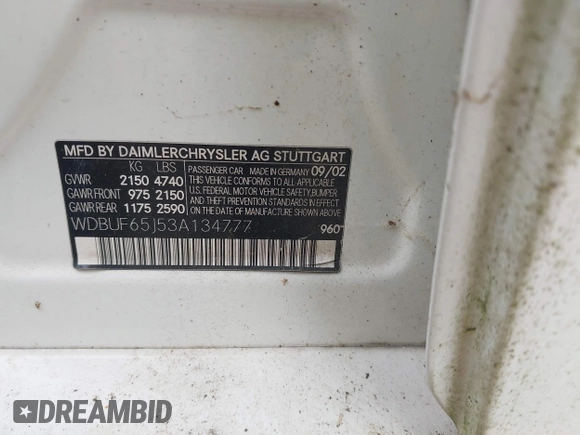 MFD BY DAIMLERCHRYSLER AG STUTTGART
KG LBS
GVWR 2150 4740
GAWR FRONT 975 2150
GAWR REAR 1175 2590
PASSENGER CAR MADE IN GERMANY 09/02
THIS VEHICLE CONFORMS TO ALL APPLICABLE
U.S. FEDERAL MOTOR VEHICLE SAFETY,BUMPER
AND THEFT PREVENTION STANDARDS IN EFFECT
ON THE DATE OF MANUFACTURE SHOWN ABOVE.
WDBUF65J53A134777
960
DREAMBID